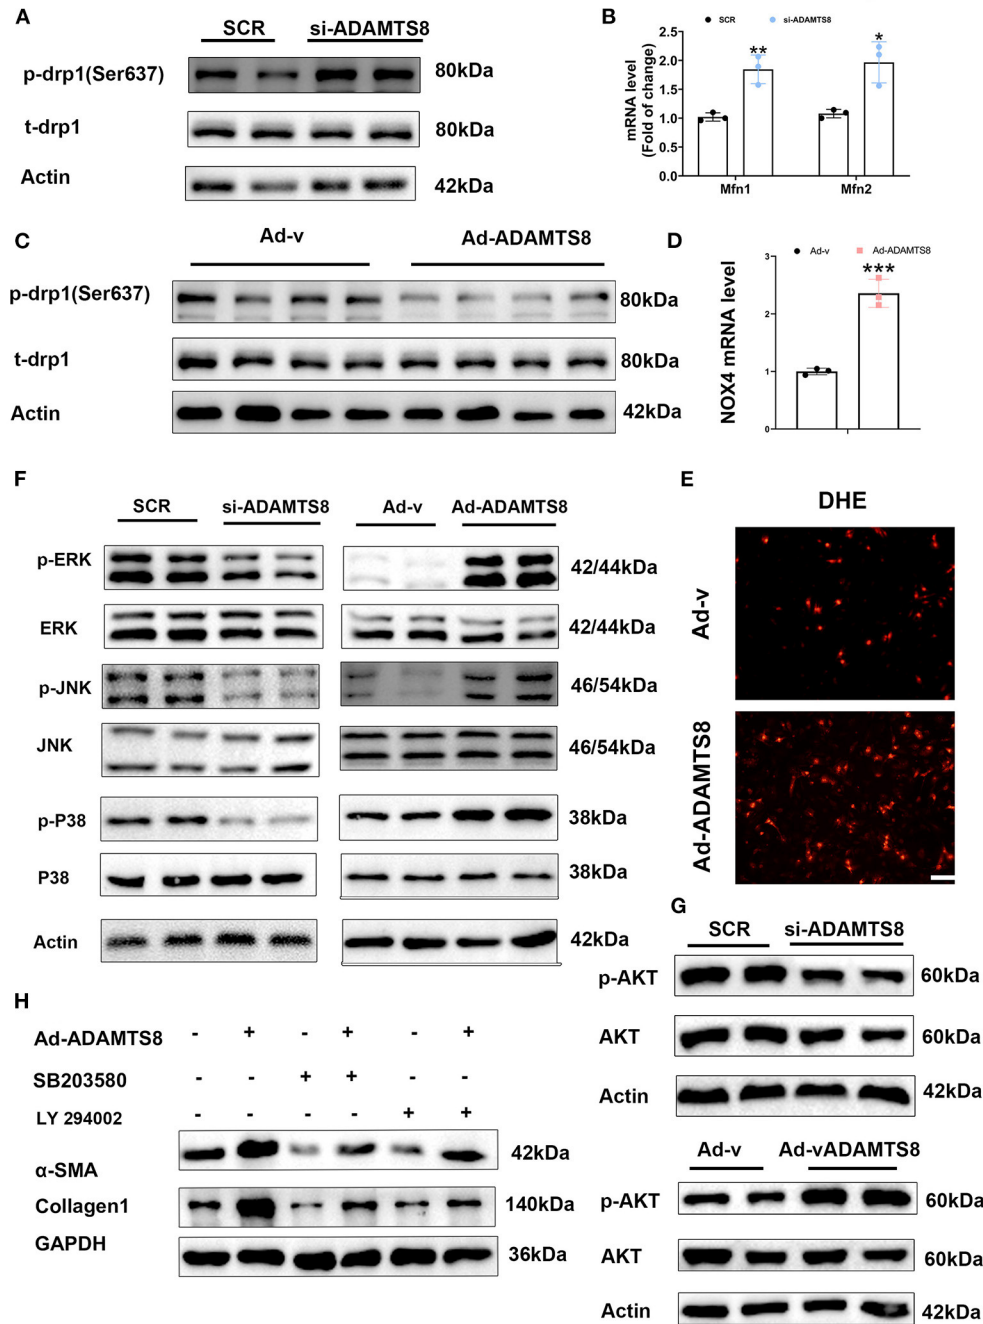 A
SCR si-ADAMTS8
p-drp1(Ser637) 80kDa
t-drp1 80kDa
Actin 42kDa
B
SCR si-ADAMTS8
mRNA level
(Fold of change)
2.5
2.0
1.5
1.0
0.5
0.0
** *
Mfn1 Mfn2
C
Ad-v Ad-ADAMTS8
p-drp1(Ser637) 80kDa
t-drp1 80kDa
Actin 42kDa
D
Ad-v Ad-ADAMTS8
NOX4 mRNA level
3
2
1
0
***
F
SCR si-ADAMTS8 Ad-v Ad-ADAMTS8
p-ERK 42/44kDa
ERK 42/44kDa
p-JNK 46/54kDa
JNK 46/54kDa
p-P38 38kDa
P38 38kDa
Actin 42kDa
E
DHE
Ad-v
Ad-ADAMTS8
G
SCR si-ADAMTS8
p-AKT 60kDa
AKT 60kDa
Actin 42kDa
Ad-v Ad-vADAMTS8
p-AKT 60kDa
AKT 60kDa
Actin 42kDa
H
Ad-ADAMTS8 - + - + - +
SB203580 - - + + - -
LY 294002 - - - - + +
α-SMA 42kDa
Collagen1 140kDa
GAPDH 36kDa